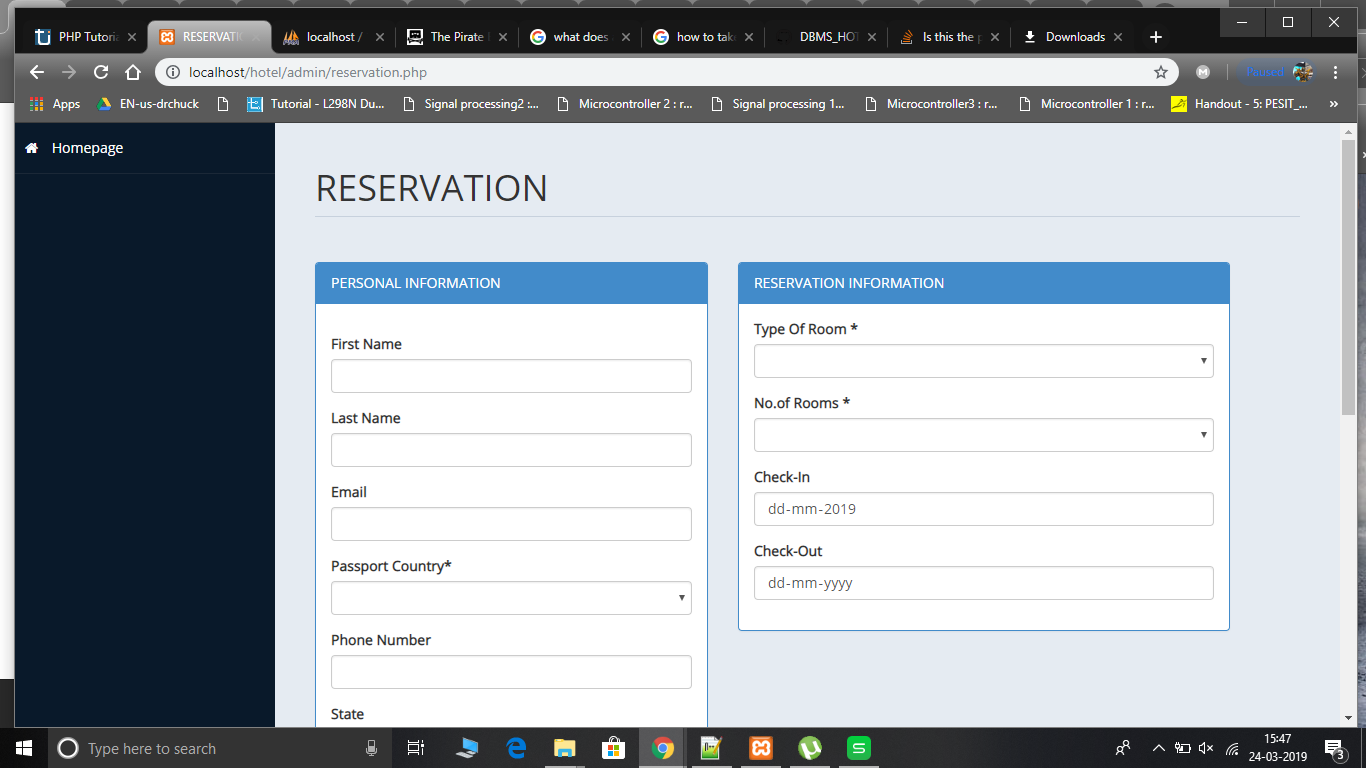 PHP Tutoria
RESERVATION
localhost /
The Pirate
what does
how to take
DBMS_HOT
Is this the p
Downloads
localhost/hotel/admin/reservation.php
M
Paused
Apps
EN-us-drchuck
Tutorial - L298N Du...
Signal processing2 :...
Microcontroller 2 : r...
Signal processing 1...
Microcontroller3 : r...
Microcontroller 1 : r...
Handout - 5: PESIT_...
»
Homepage
RESERVATION
PERSONAL INFORMATION
First Name
Last Name
Email
Passport Country*
Phone Number
State
RESERVATION INFORMATION
Type Of Room *
No.of Rooms *
Check-In
dd-mm-2019
Check-Out
dd-mm-yyyy
Type here to search
15:47
24-03-2019
3